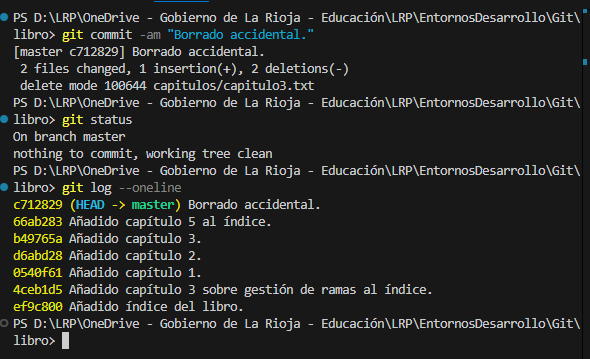 PS D:\LRP\OneDrive - Gobierno de La Rioja - Educación\LRP\EntornosDesarrollo\Git\
libro> git commit -am "Borrado accidental."
[master c712829] Borrado accidental.
 2 files changed, 1 insertion(+), 2 deletions(-)
 delete mode 100644 capitulos/capitulo3.txt
PS D:\LRP\OneDrive - Gobierno de La Rioja - Educación\LRP\EntornosDesarrollo\Git\
libro> git status
On branch master
nothing to commit, working tree clean
PS D:\LRP\OneDrive - Gobierno de La Rioja - Educación\LRP\EntornosDesarrollo\Git\
libro> git log --oneline
c712829 (HEAD -> master) Borrado accidental.
66ab283 Añadido capítulo 5 al índice.
b49765a Añadido capítulo 3.
d6abd28 Añadido capítulo 2.
0540f61 Añadido capítulo 1.
4ceb1d5 Añadido capítulo 3 sobre gestión de ramas al índice.
ef9c800 Añadido índice del libro.
PS D:\LRP\OneDrive - Gobierno de La Rioja - Educación\LRP\EntornosDesarrollo\Git\
libro>